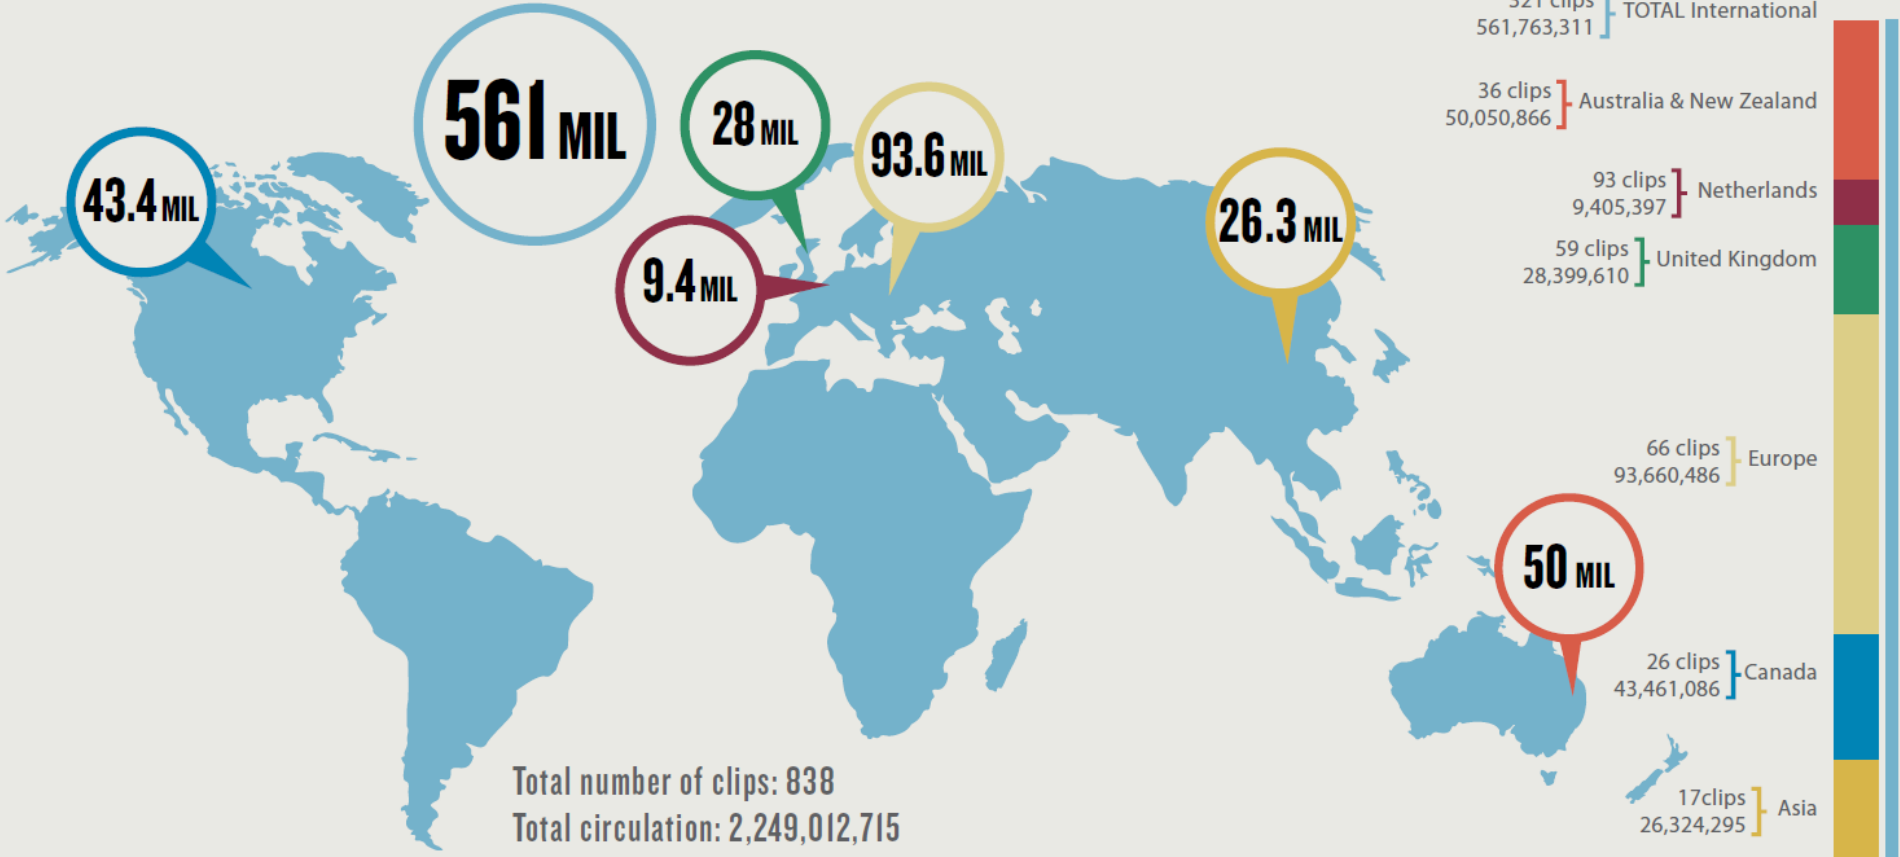 561 MIL
28 MIL
93.6 MIL
43.4 MIL
26.3 MIL
9.4 MIL
50 MIL
Total number of clips: 838
Total circulation: 2,249,012,715
clips
561,763,311
TOTAL International
36 clips
50,050,866
Australia & New Zealand
93 clips
9,405,397
Netherlands
59 clips
28,399,610
United Kingdom
66 clips
93,660,486
Europe
26 clips
43,461,086
Canada
17clips
26,324,295
Asia